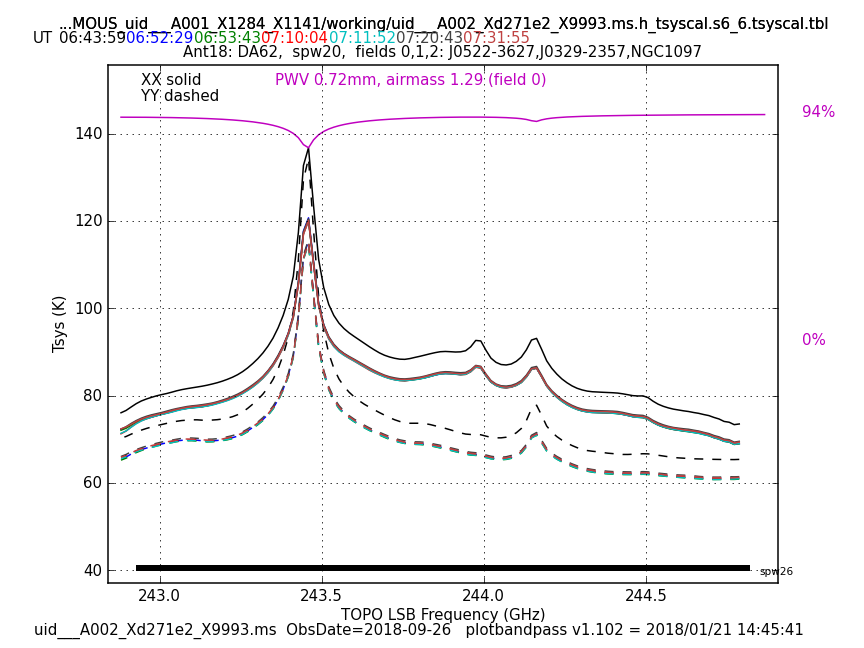 ...MOUS_uid___A001_X1284_X1141/working/uid___A002_Xd271e2_X9993.ms.h_tsyscal.s6_6.tsyscal.tbl
UT 06:43:59 06:52:29 06:53:43 07:10:04 07:11:52 07:20:43 07:31:55
Ant18: DA62, spw20, fields 0,1,2: J0522-3627,J0329-2357,NGC1097
XX solid PWV 0.72mm, airmass 1.29 (field 0)
YY dashed
94%
140
120
100
0%
80
60
40
Tsys (K)
spw26
243.0 243.5 244.0 244.5
TOPO LSB Frequency (GHz)
uid___A002_Xd271e2_X9993.ms ObsDate=2018-09-26 plotbandpass v1.102 = 2018/01/21 14:45:41